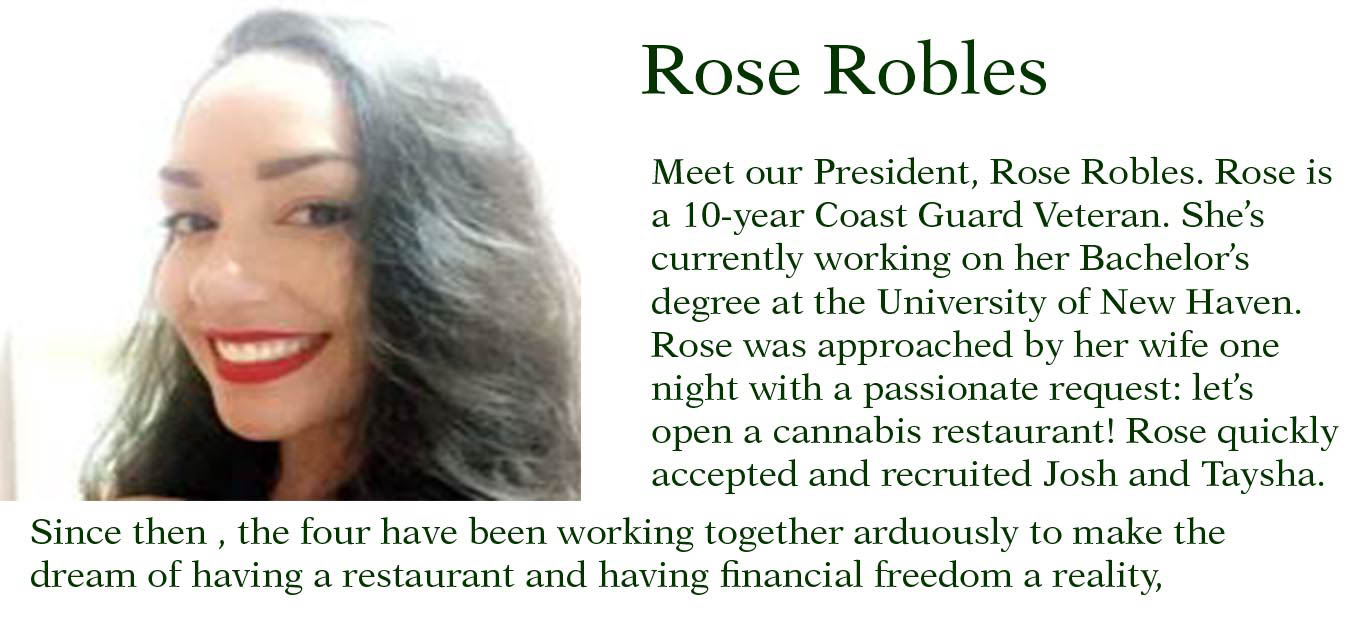 Rose Robles
Meet our President, Rose Robles. Rose is
a 10-year Coast Guard Veteran. She’s
currently working on her Bachelor’s
degree at the University of New Haven.
Rose was approached by her wife one
night with a passionate request: let’s
open a cannabis restaurant! Rose quickly
accepted and recruited Josh and Taysha.
Since then , the four have been working together arduously to make the
dream of having a restaurant and having financial freedom a reality,